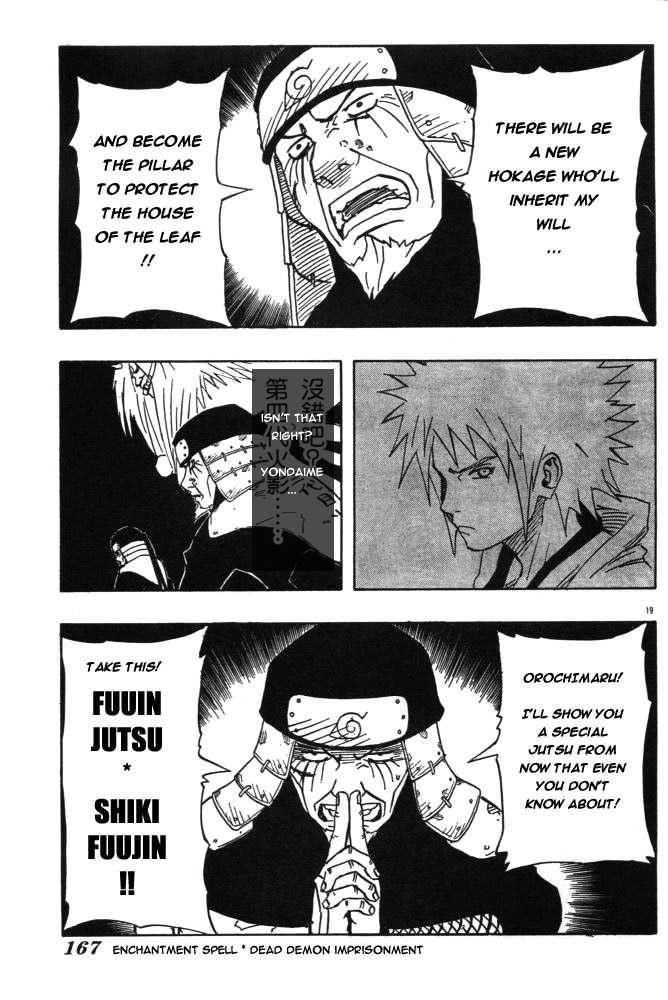 THERE WILL BE
A NEW
HOKAGE WHO'LL
INHERIT MY
WILL
...
AND BECOME
THE PILLAR
TO PROTECT
THE HOUSE
OF THE LEAF
!!
ISN'T THAT
RIGHT?
YONDAIME
...
沒錯吧?
第四代火影……
19
OROCHIMARU!
I'LL SHOW YOU
A SPECIAL
JUTSU FROM
NOW THAT EVEN
YOU DON'T
KNOW ABOUT!
TAKE THIS!
FUUIN
JUTSU
*
SHIKI
FUUJIN
!!
167 ENCHANTMENT SPELL * DEAD DEMON IMPRISONMENT